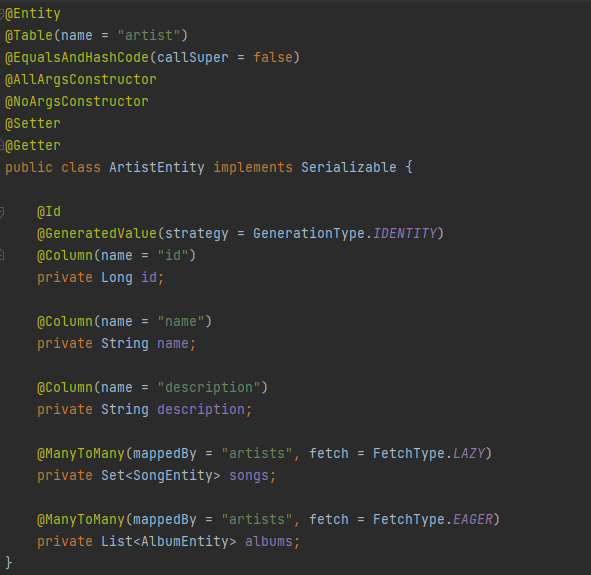 @Entity
@Table(name = "artist")
@EqualsAndHashCode(callSuper = false)
@AllArgsConstructor
@NoArgsConstructor
@Setter
@Getter
public class ArtistEntity implements Serializable {
@Id
@GeneratedValue(strategy = GenerationType.IDENTITY)
@Column(name = "id")
private Long id;
@Column(name = "name")
private String name;
@Column(name = "description")
private String description;
@ManyToMany(mappedBy = "artists", fetch = FetchType.LAZY)
private Set<SongEntity> songs;
@ManyToMany(mappedBy = "artists", fetch = FetchType.EAGER)
private List<AlbumEntity> albums;
}